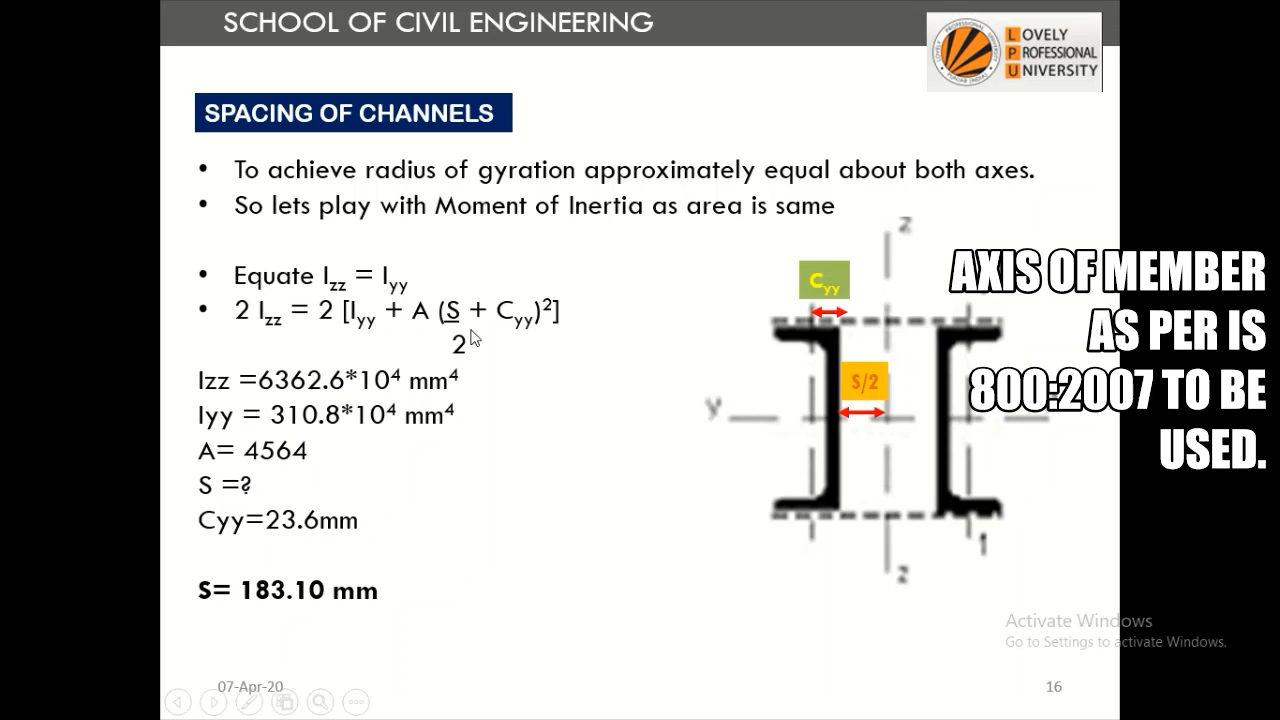 SCHOOL OF CIVIL ENGINEERING
LOVELY
PROFESSIONAL
UNIVERSITY
SPACING OF CHANNELS
• To achieve radius of gyration approximately equal about both axes.
• So lets play with Moment of Inertia as area is same
• Equate Izz = Iyy
• 2 Izz = 2 [Iyy + A (S + Cyy)²]
2
Izz =6362.6*10⁴ mm⁴
Iyy = 310.8*10⁴ mm⁴
A= 4564
S =?
Cyy=23.6mm
S= 183.10 mm
z
Cyy
S/2
y
1
z
AXIS OF MEMBER
AS PER IS
800:2007 TO BE
USED.
Activate Windows
Go to Settings to activate Windows.
07-Apr-20
16